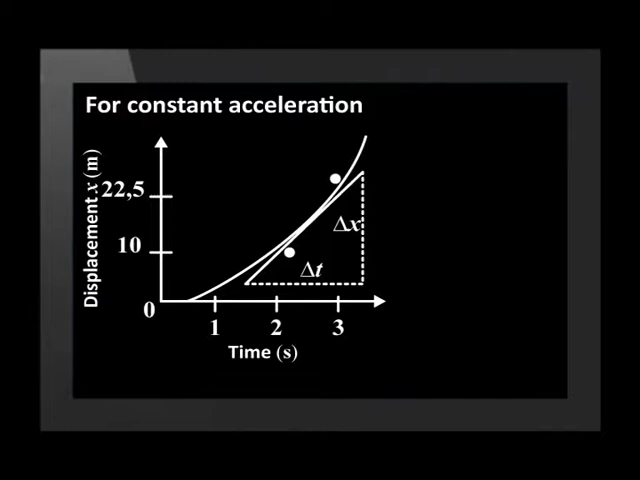 For constant acceleration
Displacement x (m)
22,5
10
0
Δx
Δt
1 2 3
Time (s)